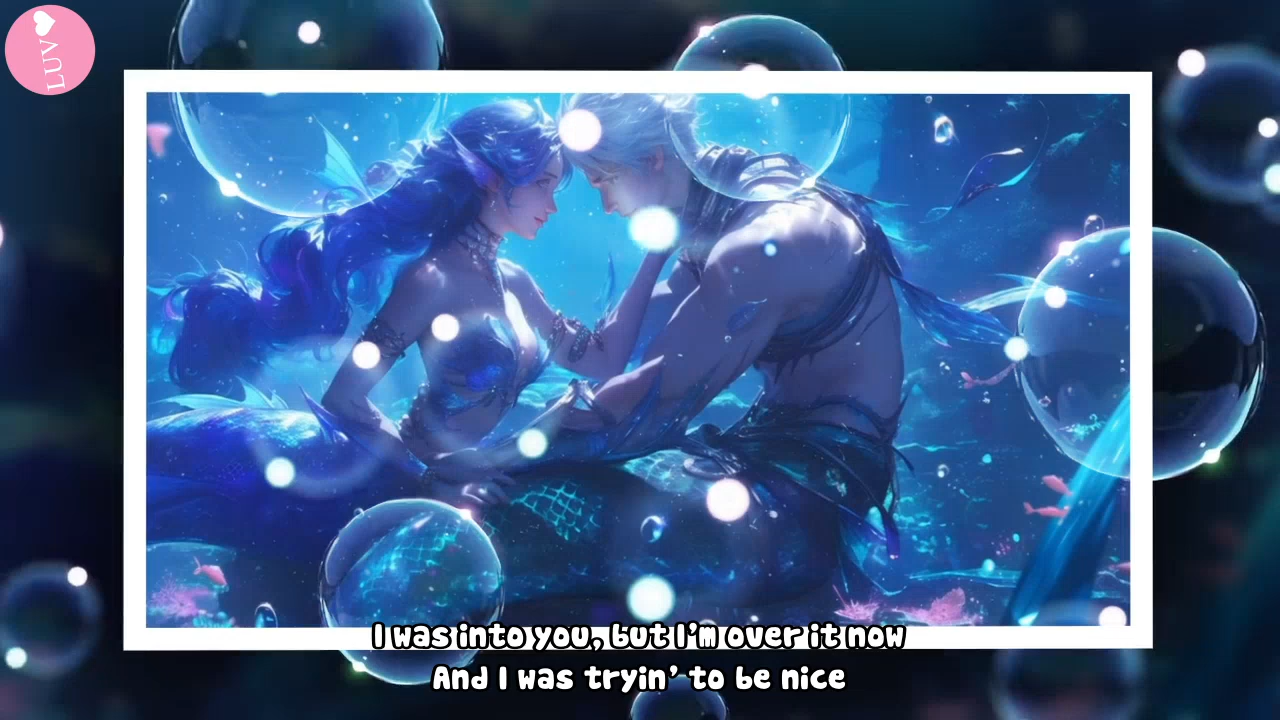 LUV
I was into you, but I'm over it now
And I was tryin' to be nice